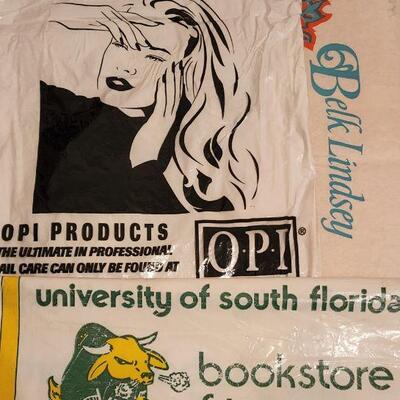 Belk Lindsey
OPI PRODUCTS
THE ULTIMATE IN PROFESSIONAL
AIL CARE CAN ONLY BE FOUND AT
O·P·I®
university of south florida
bookstore